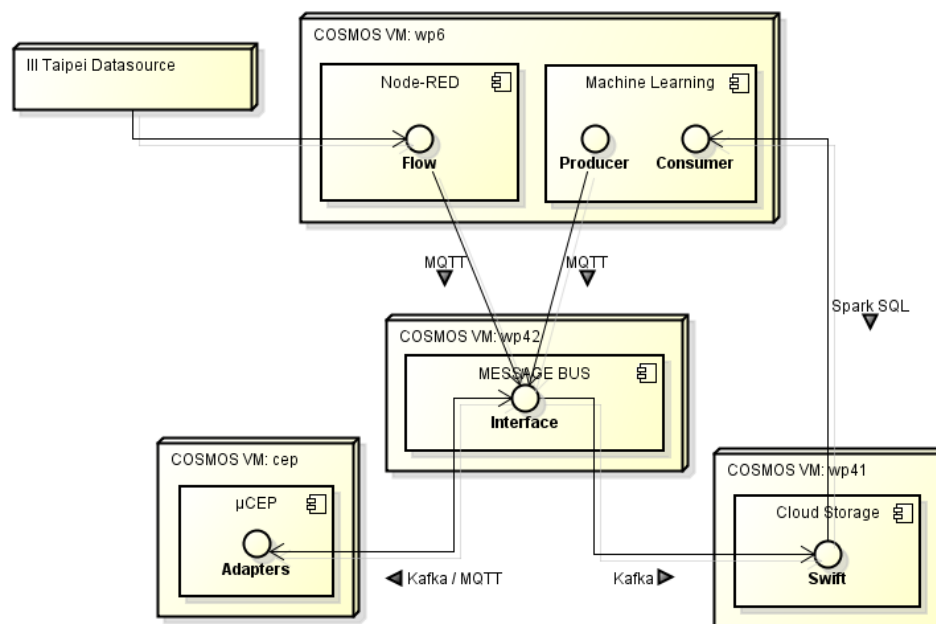 COSMOS VM: wp6
III Taipei Datasource
Node-RED
Machine Learning
Flow
Producer
Consumer
MQTT
MQTT
Spark SQL
COSMOS VM: wp42
MESSAGE BUS
Interface
COSMOS VM: cep
µCEP
Adapters
COSMOS VM: wp41
Cloud Storage
Swift
Kafka / MQTT
Kafka